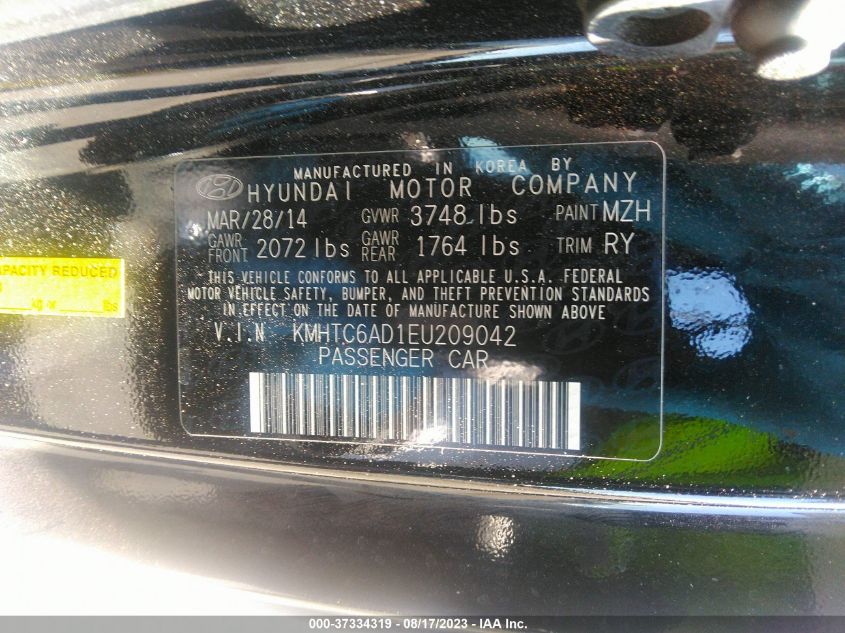 MANUFACTURED IN KOREA BY
HYUNDAI MOTOR COMPANY
MAR/28/14 GVWR 3748 lbs PAINT MZH
GAWR FRONT 2072 lbs GAWR REAR 1764 lbs TRIM RY
THIS VEHICLE CONFORMS TO ALL APPLICABLE U.S.A. FEDERAL
MOTOR VEHICLE SAFETY, BUMPER, AND THEFT PREVENTION STANDARDS
IN EFFECT ON THE DATE OF MANUFACTURE SHOWN ABOVE
V.I.N KMHTC6AD1EU209042
PASSENGER CAR
CAPACITY REDUCED
KG or lbs
000-37334319 - 08/17/2023 - IAA Inc.